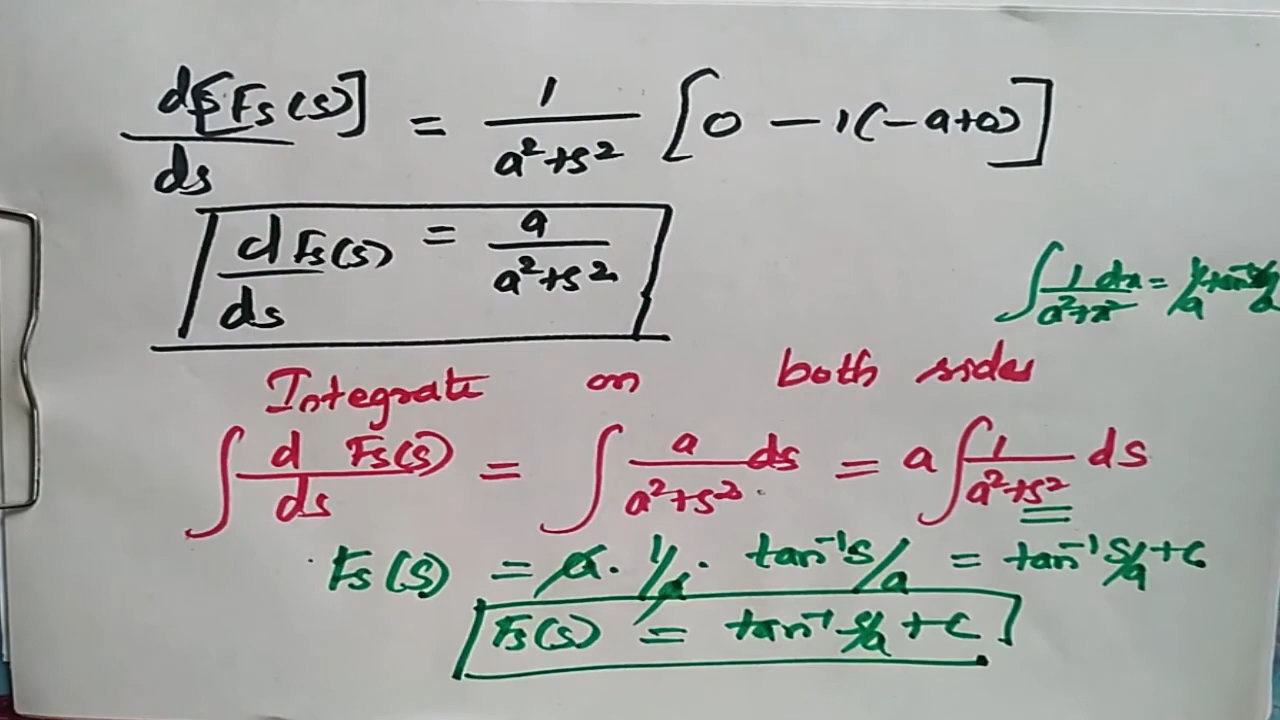 d[Fs(s)]/ds = 1/(a²+s²) [0 - 1(-a+0)]
d Fs(s)/ds = a/(a²+s²)
∫ 1/(a²+x²) dx = 1/a tan⁻¹ x/a
Integrate on both sides
∫ d/ds Fs(s) = ∫ a/(a²+s²) ds = a ∫ 1/(a²+s²) ds
Fs(s) = a · 1/a · tan⁻¹ s/a = tan⁻¹ s/a + c
Fs(s) = tan⁻¹ s/a + c